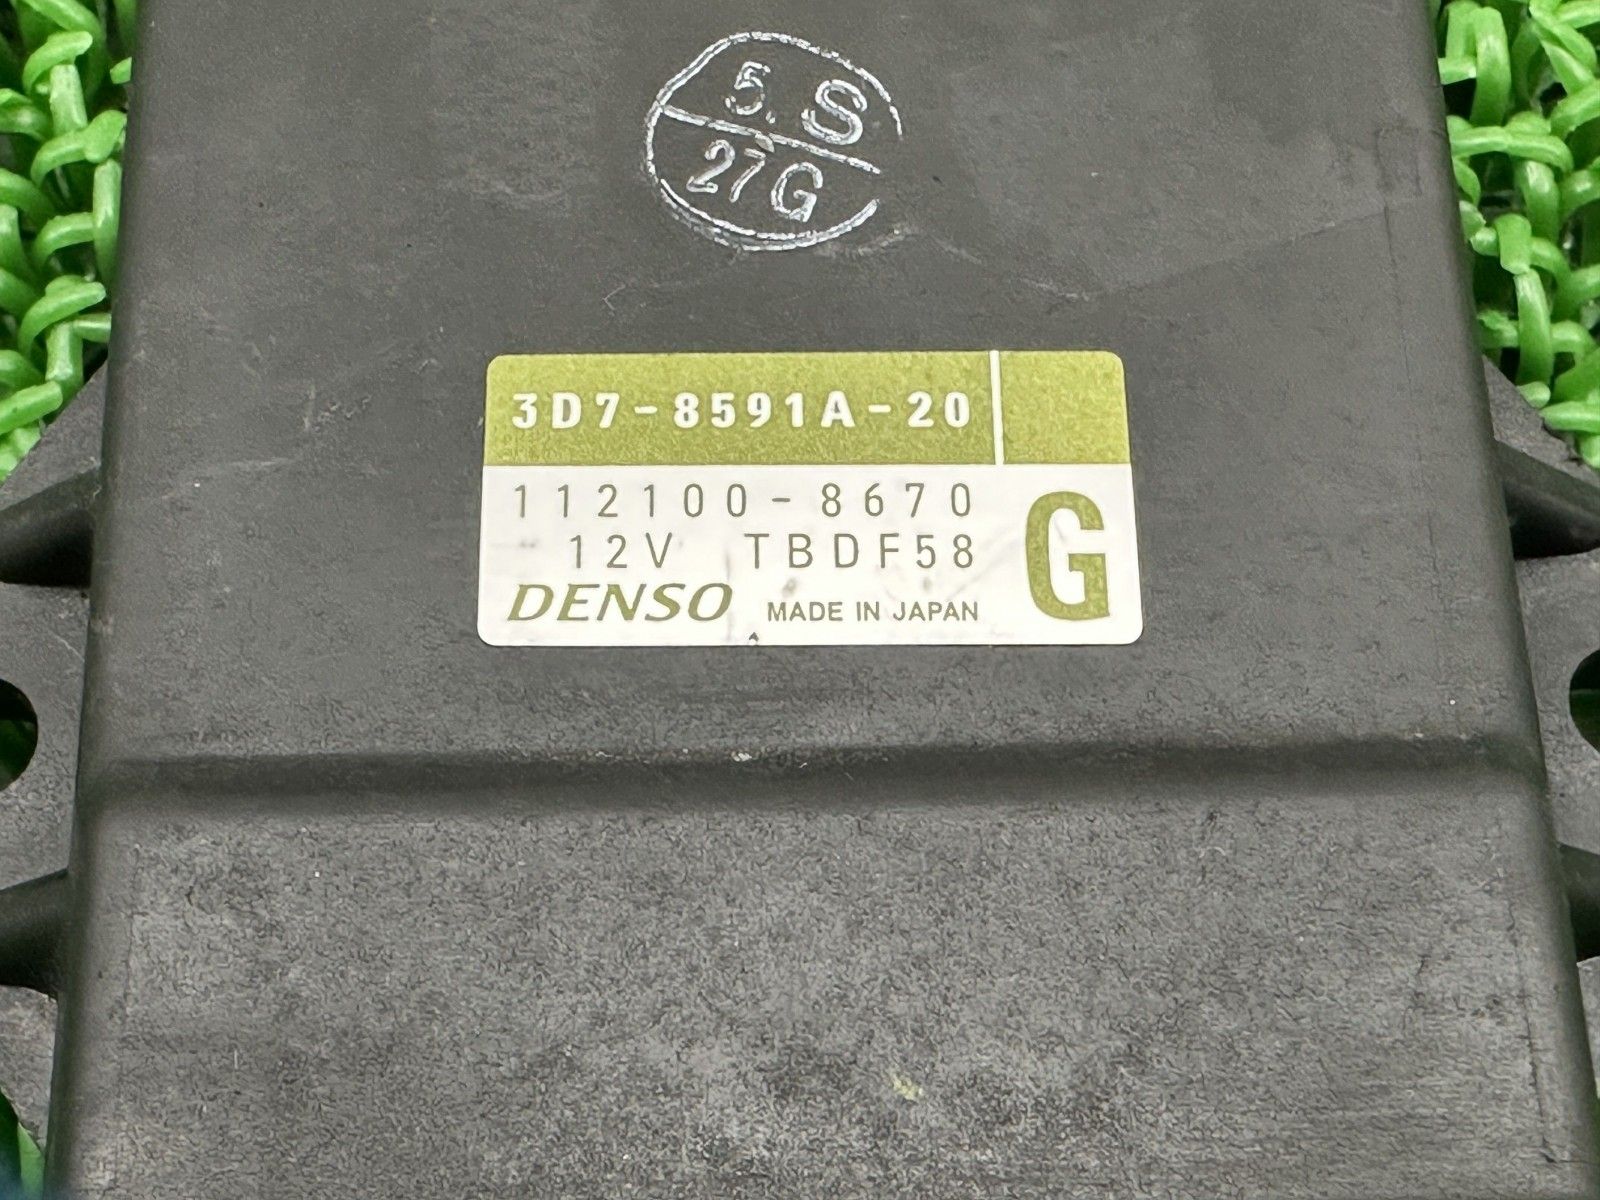 5. S
27G
3D7-8591A-20
112100-8670
12V TBDF58
G
DENSO MADE IN JAPAN